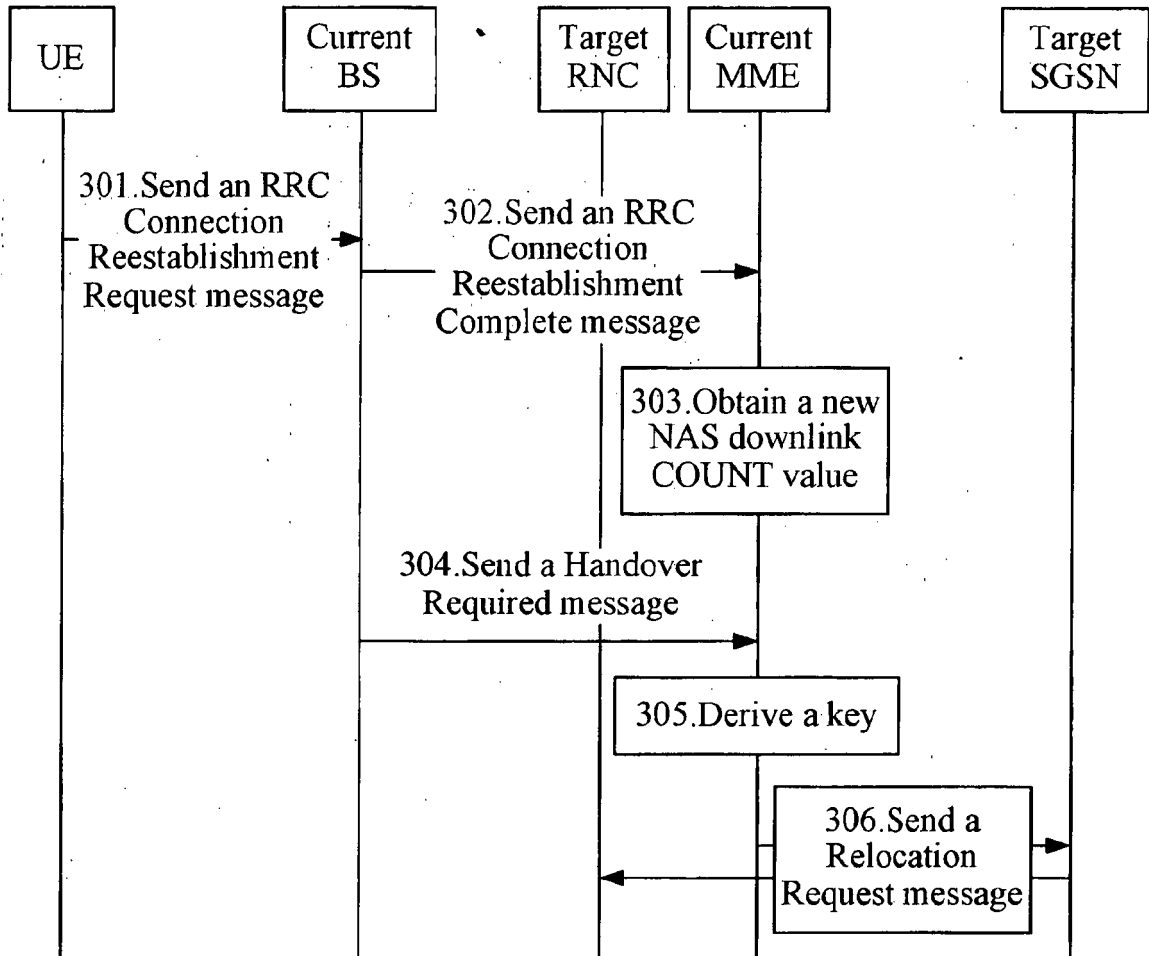 UE
Current
BS
Target
RNC
Current
MME
Target
SGSN
301.Send an RRC
Connection
Reestablishment
Request message
302.Send an RRC
Connection
Reestablishment
Complete message
303.Obtain a new
NAS downlink
COUNT value
304.Send a Handover
Required message
305.Derive a key
306.Send a
Relocation
Request message